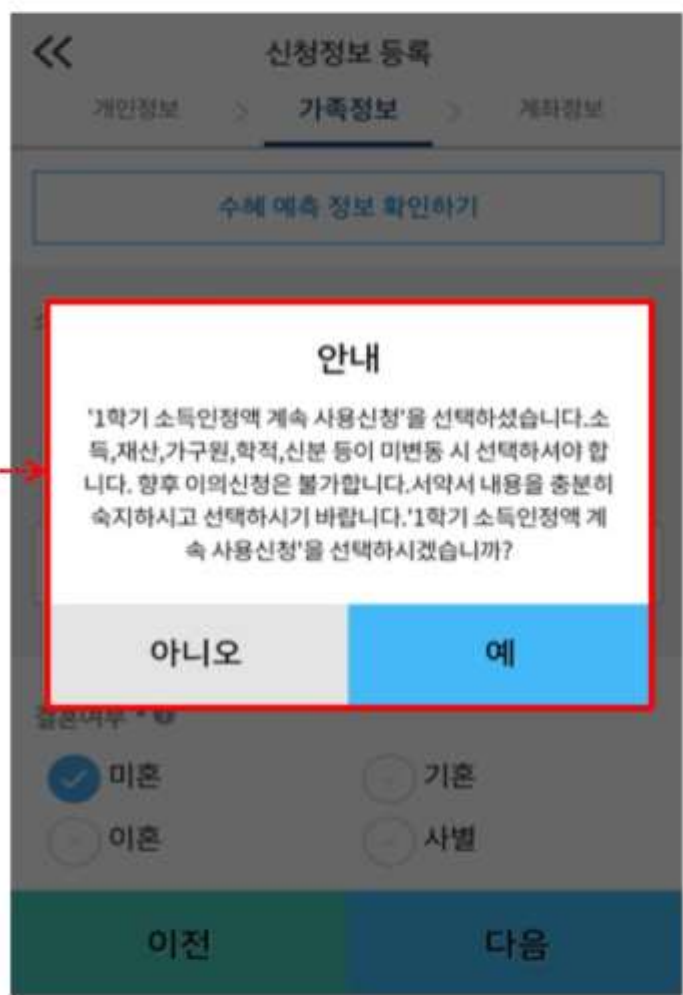 신청정보 등록
개인정보 > 가족정보 > 계좌정보
수혜 예측 정보 확인하기
안내
'1학기 소득인정액 계속 사용신청'을 선택하셨습니다.소
득,재산,가구원,학적,신분 등이 미변동 시 선택하셔야 합
니다. 향후 이의신청은 불가합니다.서약서 내용을 충분히
숙지하시고 선택하시기 바랍니다.'1학기 소득인정액 계
속 사용신청'을 선택하시겠습니까?
아니오 예
결혼여부 *
미혼 기혼
이혼 사별
이전 다음